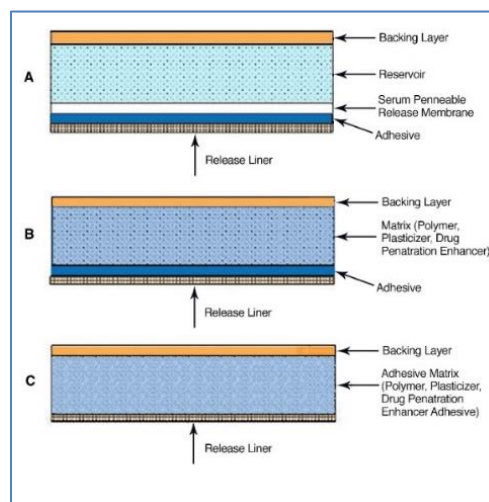 Backing Layer
A
Reservoir
Serum Penneable
Release Membrane
Adhesive
Release Liner
Backing Layer
B
Matrix (Polymer,
Plasticizer, Drug
Penatration Enhancer)
Adhesive
Release Liner
Backing Layer
C
Adhesive Matrix
(Polymer, Plasticizer,
Drug Penatration
Enhancer Adhesive)
Release Liner